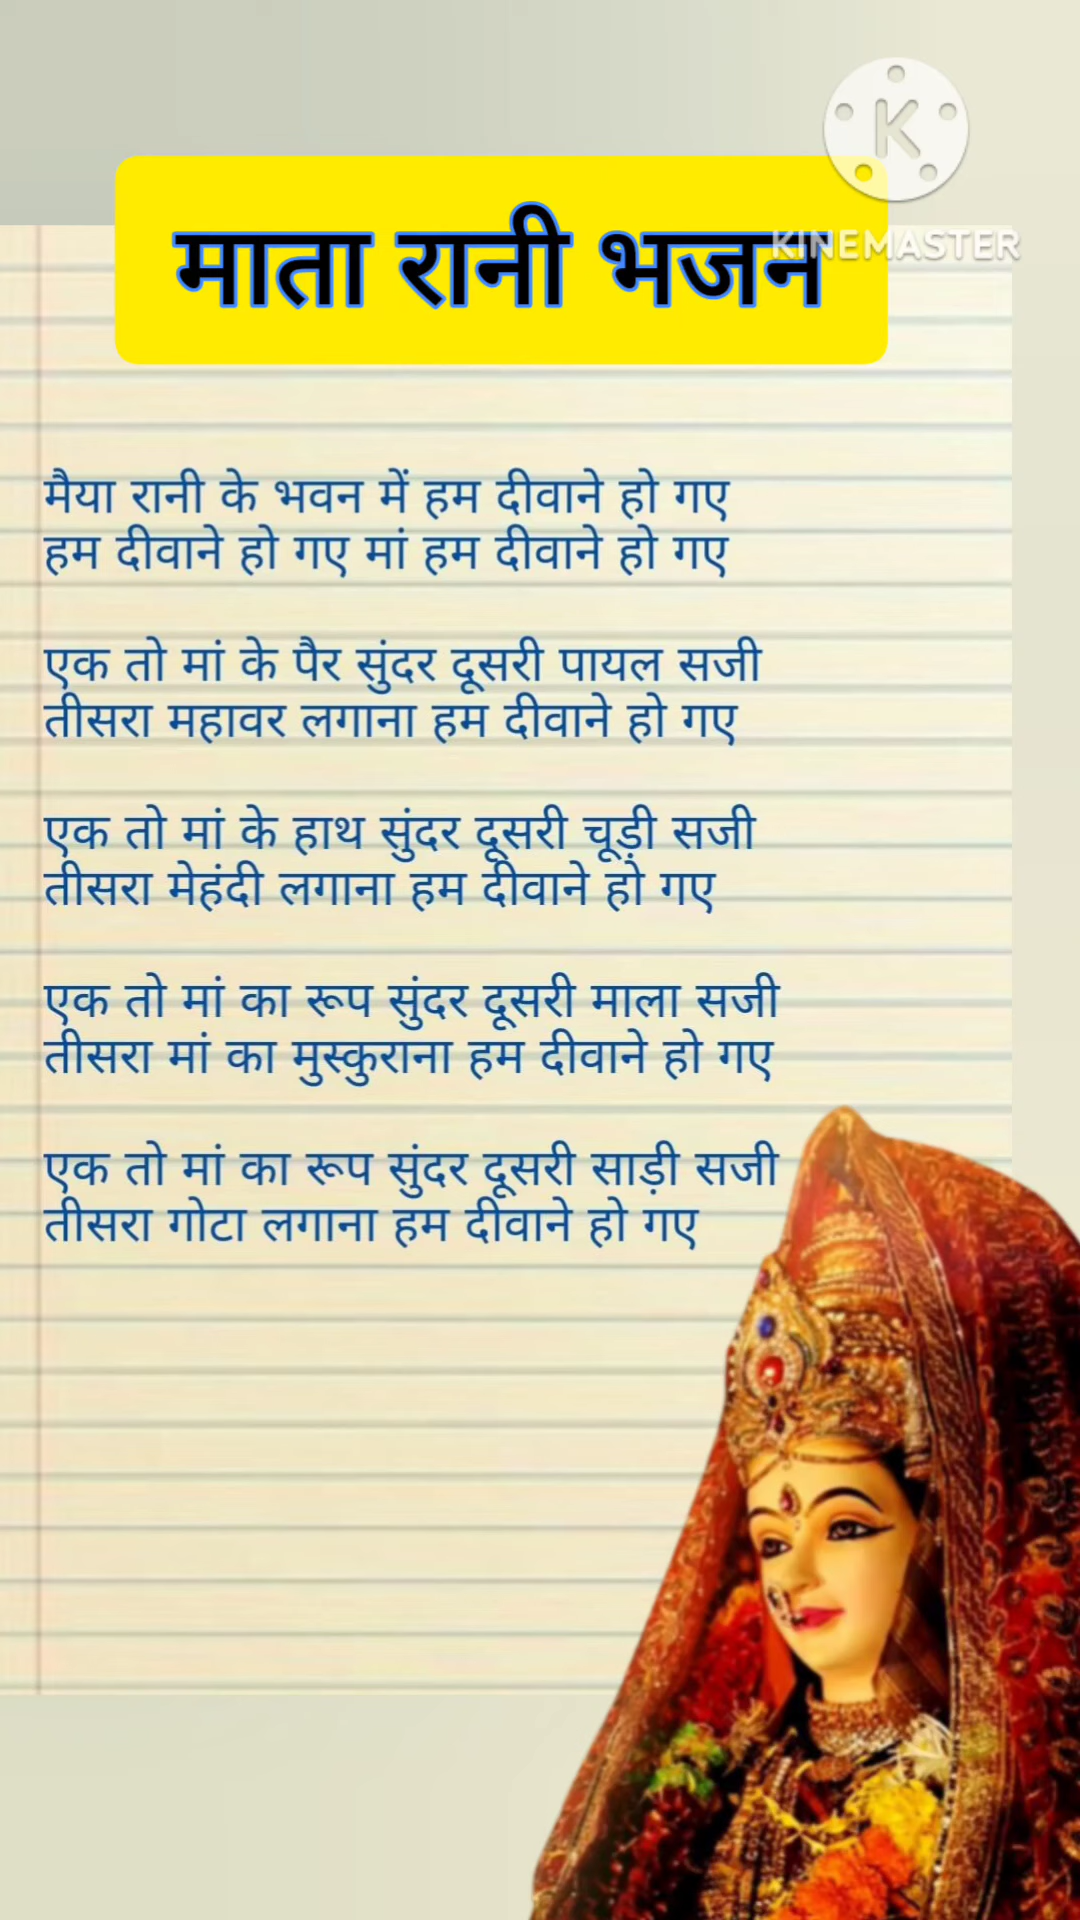 K
KINEMASTER
माता रानी भजन
मैया रानी के भवन में हम दीवाने हो गए
हम दीवाने हो गए मां हम दीवाने हो गए
एक तो मां के पैर सुंदर दूसरी पायल सजी
तीसरा महावर लगाना हम दीवाने हो गए
एक तो मां के हाथ सुंदर दूसरी चूड़ी सजी
तीसरा मेहंदी लगाना हम दीवाने हो गए
एक तो मां का रूप सुंदर दूसरी माला सजी
तीसरा मां का मुस्कुराना हम दीवाने हो गए
एक तो मां का रूप सुंदर दूसरी साड़ी सजी
तीसरा गोटा लगाना हम दीवाने हो गए